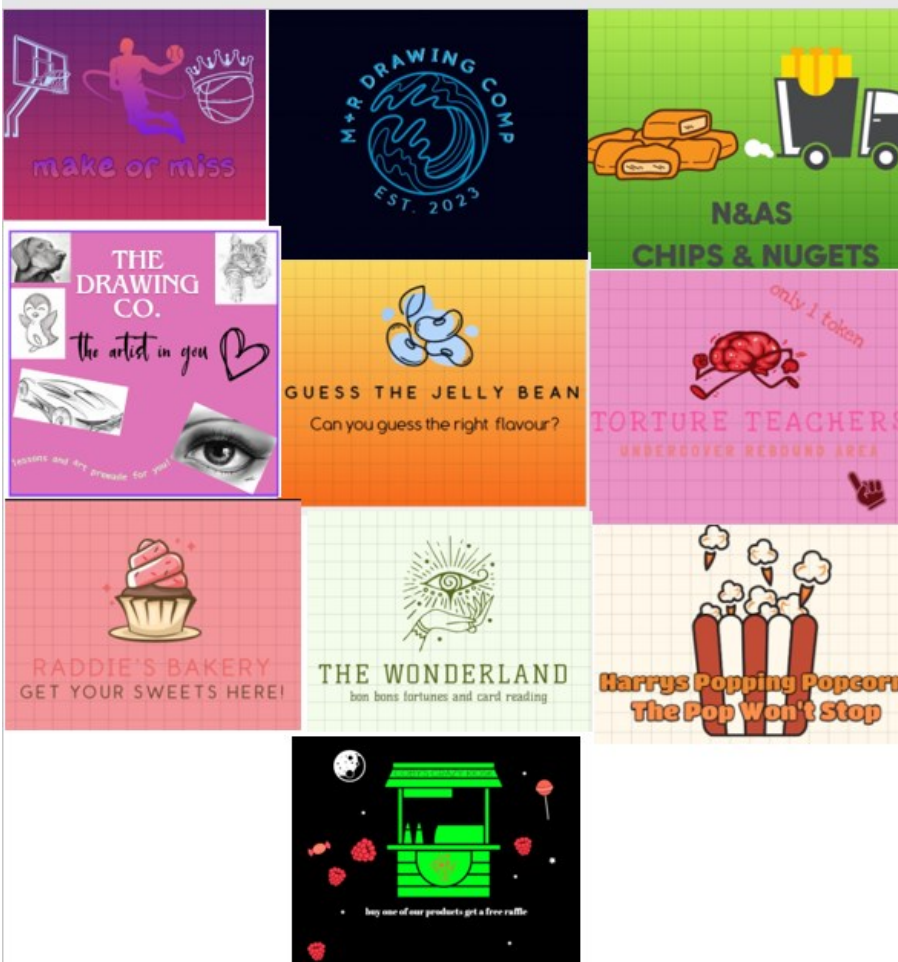 make or miss
M+R DRAWING COMP
EST. 2023
N&AS
CHIPS & NUGETS
THE
DRAWING
CO.
the artist in you
lessons and art premade for you!
GUESS THE JELLY BEAN
Can you guess the right flavour?
only 1 token
TORTURE TEACHERS
UNDERCOVER REBOUND AREA
RADDIE'S BAKERY
GET YOUR SWEETS HERE!
THE WONDERLAND
bon bons fortunes and card reading
Harrys Popping Popcorn
The Pop Won't Stop
buy one of our products get a free raffle